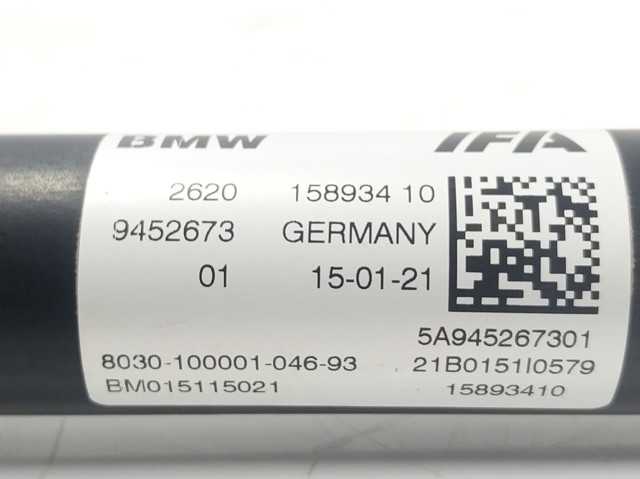 BMW IFA
2620 158934 10
9452673 GERMANY
01 15-01-21
5A945267301
8030-100001-046-93 21B0151I0579
BM015115021 15893410